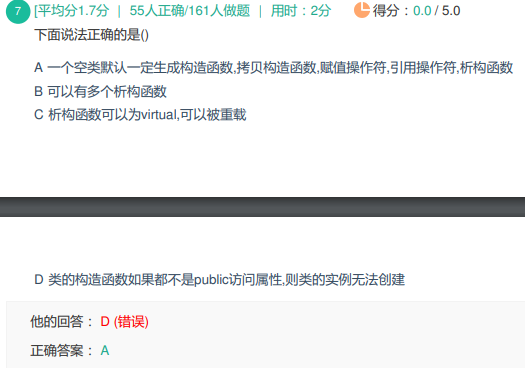 7 [平均分1.7分 | 55人正确/161人做题 | 用时：2分 得分：0.0 / 5.0
下面说法正确的是()
A 一个空类默认一定生成构造函数,拷贝构造函数,赋值操作符,引用操作符,析构函数
B 可以有多个析构函数
C 析构函数可以为virtual,可以被重载
D 类的构造函数如果都不是public访问属性,则类的实例无法创建
他的回答： D (错误)
正确答案： A